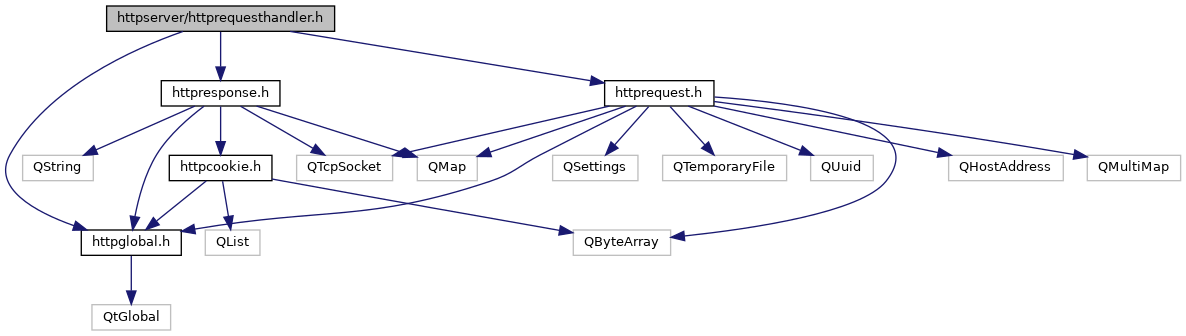 httpserver/httprequesthandler.h
httpresponse.h
httprequest.h
QString
httpcookie.h
QTcpSocket
QMap
QSettings
QTemporaryFile
QUuid
QHostAddress
QMultiMap
httpglobal.h
QList
QByteArray
QtGlobal